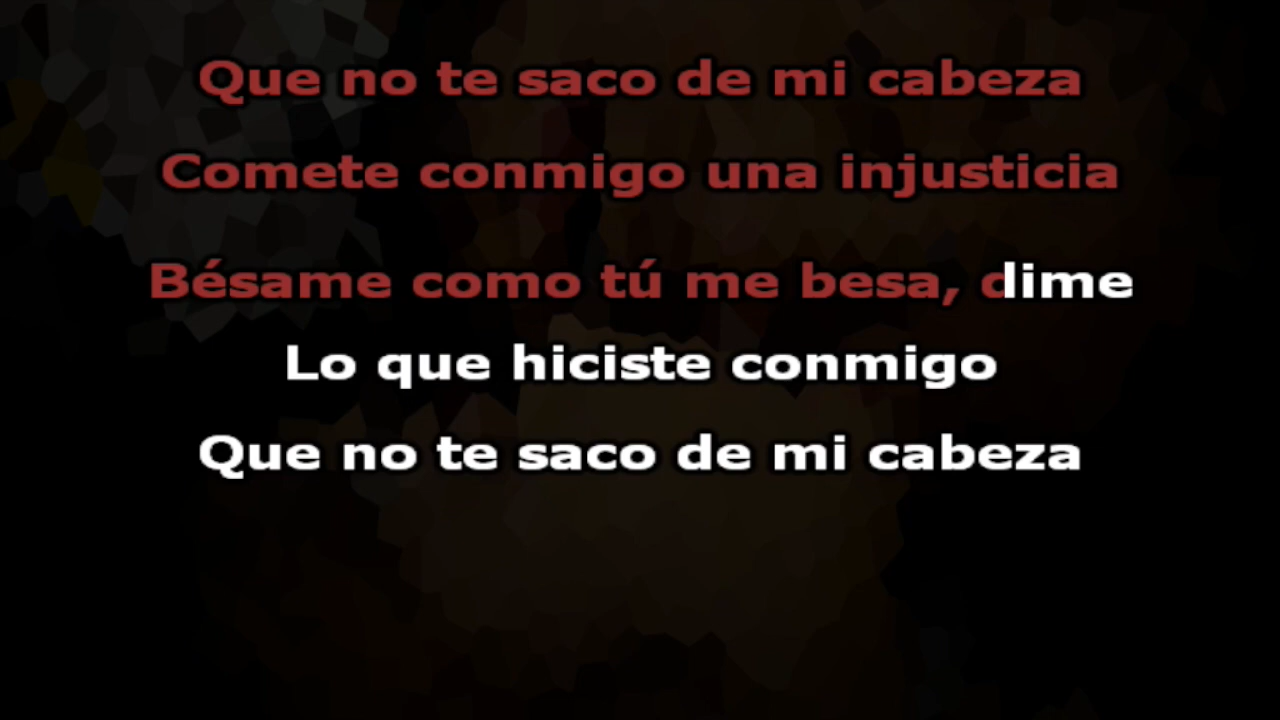 Que no te saco de mi cabeza
Comete conmigo una injusticia
Bésame como tú me besa, dime
Lo que hiciste conmigo
Que no te saco de mi cabeza